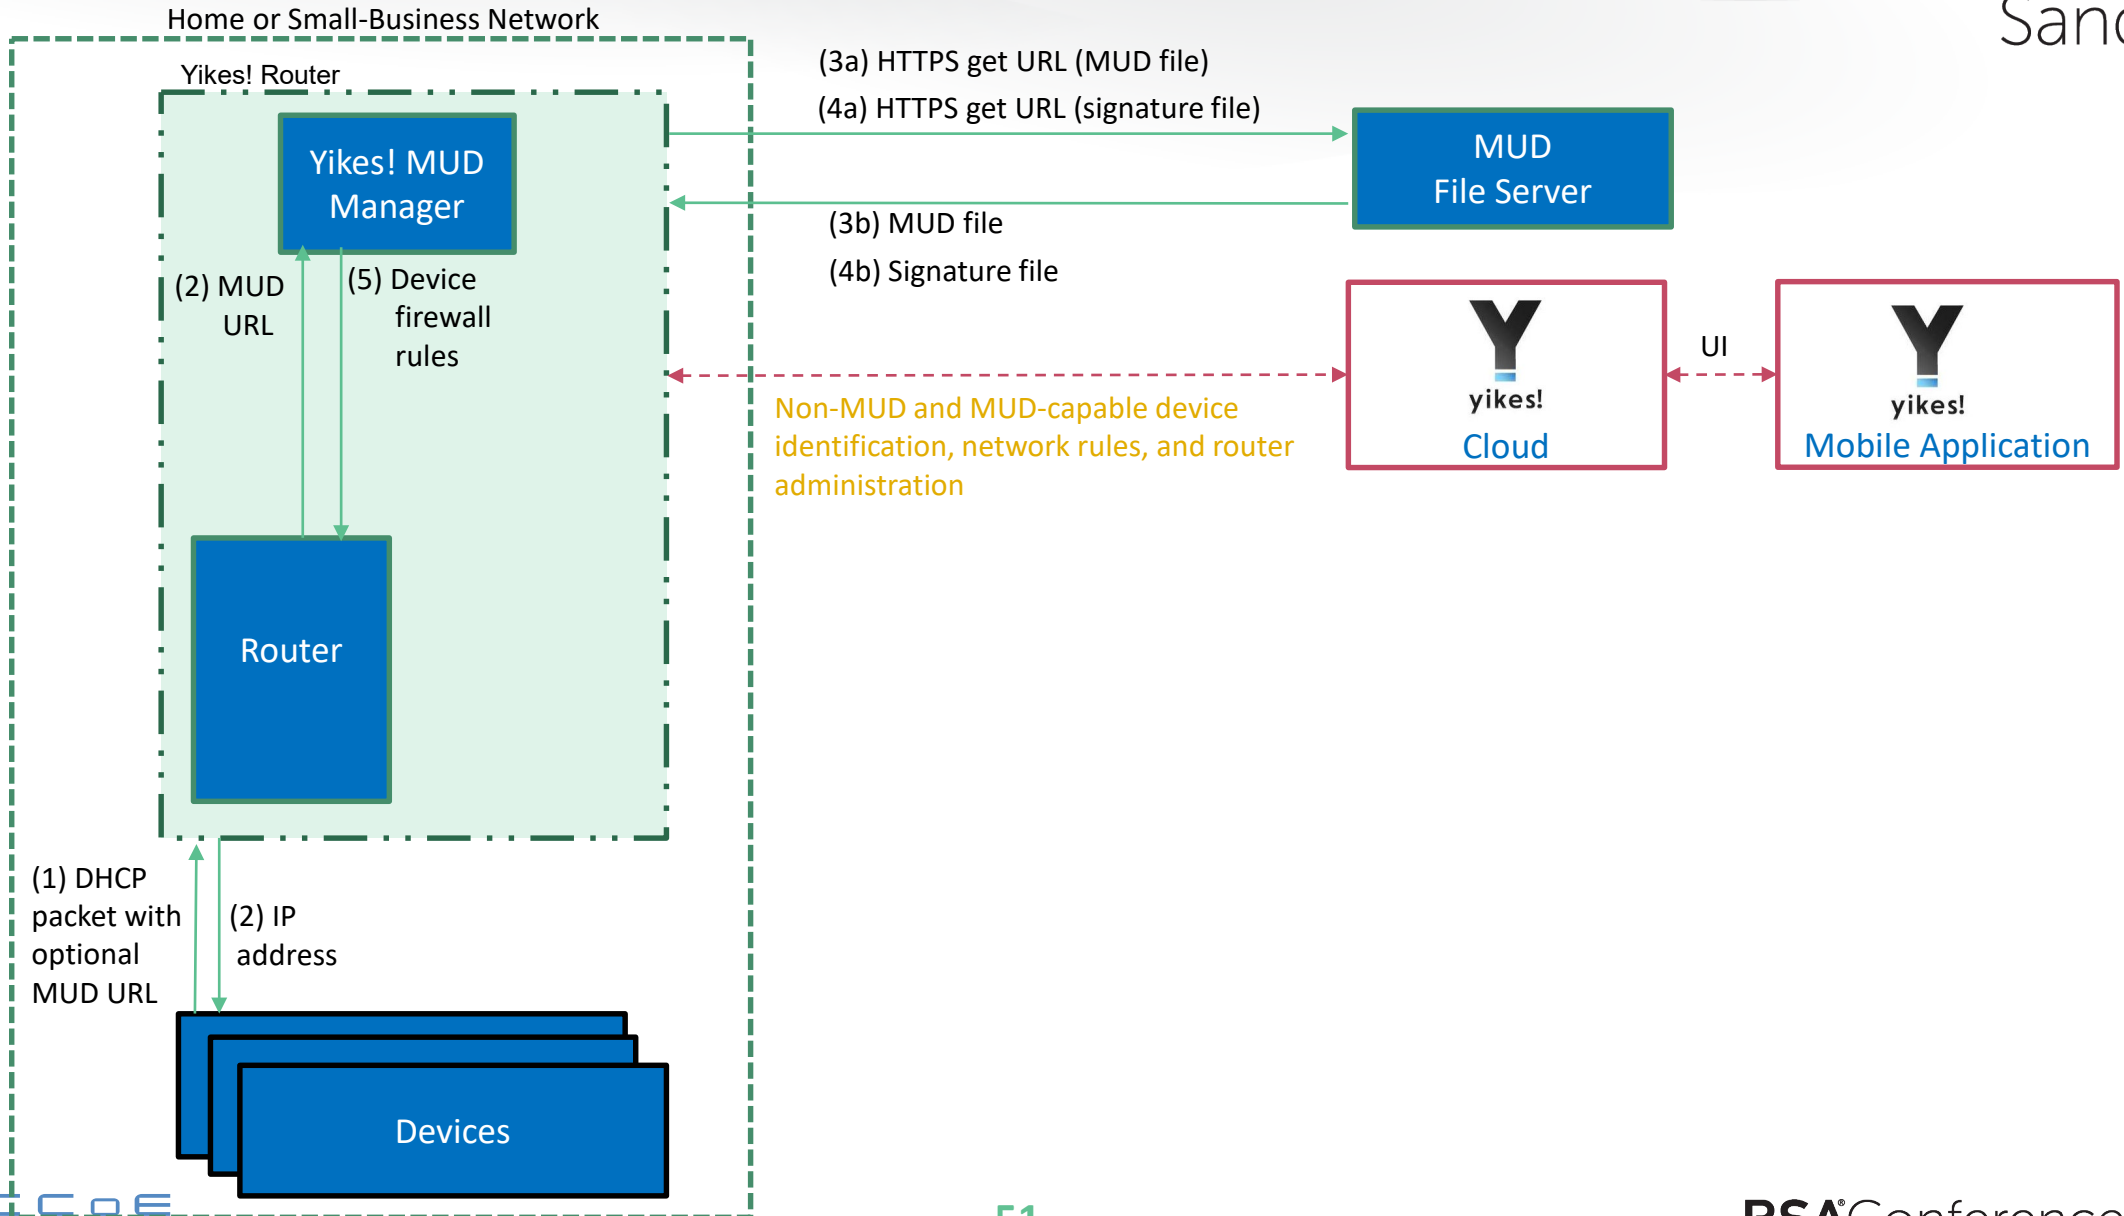 Home or Small-Business Network
Yikes! Router
Yikes! MUD
Manager
(2) MUD
URL
(5) Device
firewall
rules
Router
(1) DHCP
packet with
optional
MUD URL
(2) IP
address
Devices
(3a) HTTPS get URL (MUD file)
(4a) HTTPS get URL (signature file)
(3b) MUD file
(4b) Signature file
MUD
File Server
Non-MUD and MUD-capable device
identification, network rules, and router
administration
Y
yikes!
Cloud
UI
Y
yikes!
Mobile Application
51
RSA®Conference